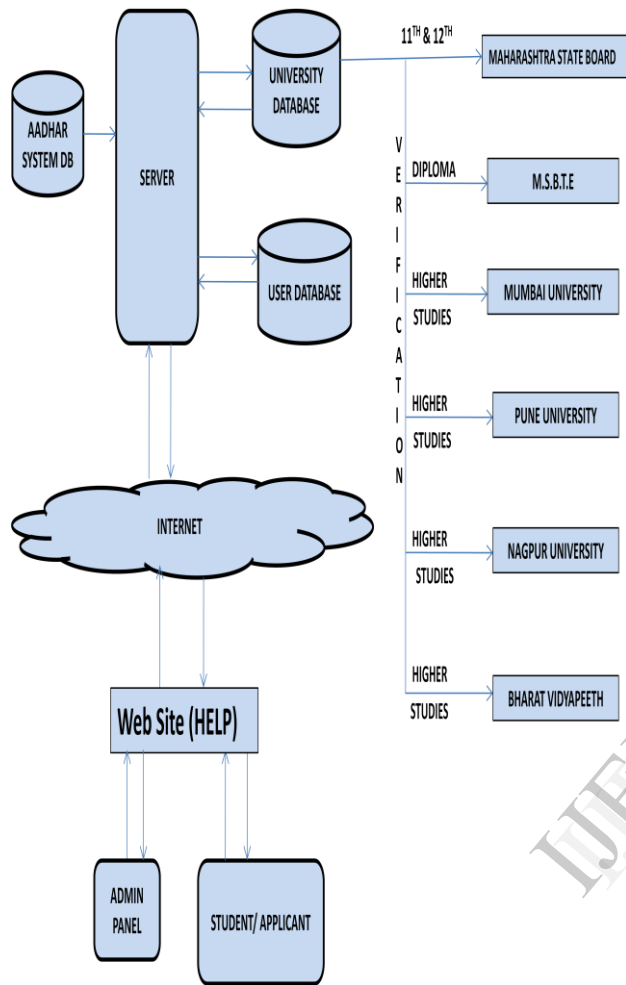 11TH & 12TH
MAHARASHTRA STATE BOARD
UNIVERSITY
DATABASE
AADHAR
SYSTEM DB
SERVER
VERIFICATION
DIPLOMA
M.S.B.T.E
USER DATABASE
HIGHER
STUDIES
MUMBAI UNIVERSITY
HIGHER
STUDIES
PUNE UNIVERSITY
INTERNET
HIGHER
STUDIES
NAGPUR UNIVERSITY
HIGHER
STUDIES
BHARAT VIDYAPEETH
Web Site (HELP)
ADMIN
PANEL
STUDENT/ APPLICANT